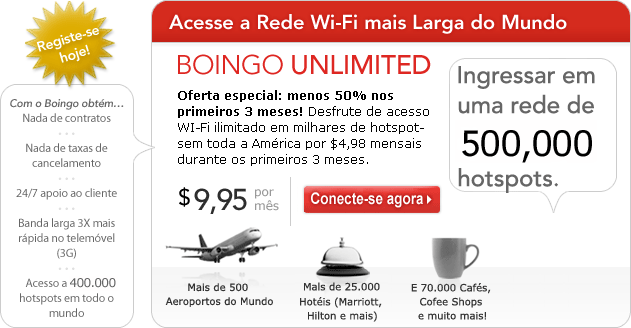 Registe-se
hoje!
Com o Boingo obtém...
Nada de contratos
Nada de taxas de
cancelamento
24/7 apoio ao cliente
Banda larga 3X mais
rápida no telemóvel
(3G)
Acesso a 400.000
hotspots em todo o
mundo
Acesse a Rede Wi-Fi mais Larga do Mundo
BOINGO UNLIMITED
Oferta especial: menos 50% nos
primeiros 3 meses! Desfrute de acesso
WI-Fi ilimitado em milhares de hotspot-
sem toda a América por $4,98 mensais
durante os primeiros 3 meses.
$9,95 por
mês
Conecte-se agora
Ingressar em
uma rede de
500,000
hotspots.
Mais de 500
Aeroportos do Mundo
Mals de 25.000
Hotéis (Marriott,
Hilton e mais)
E 70.000 Cafés,
Cofee Shops
e muito mais!